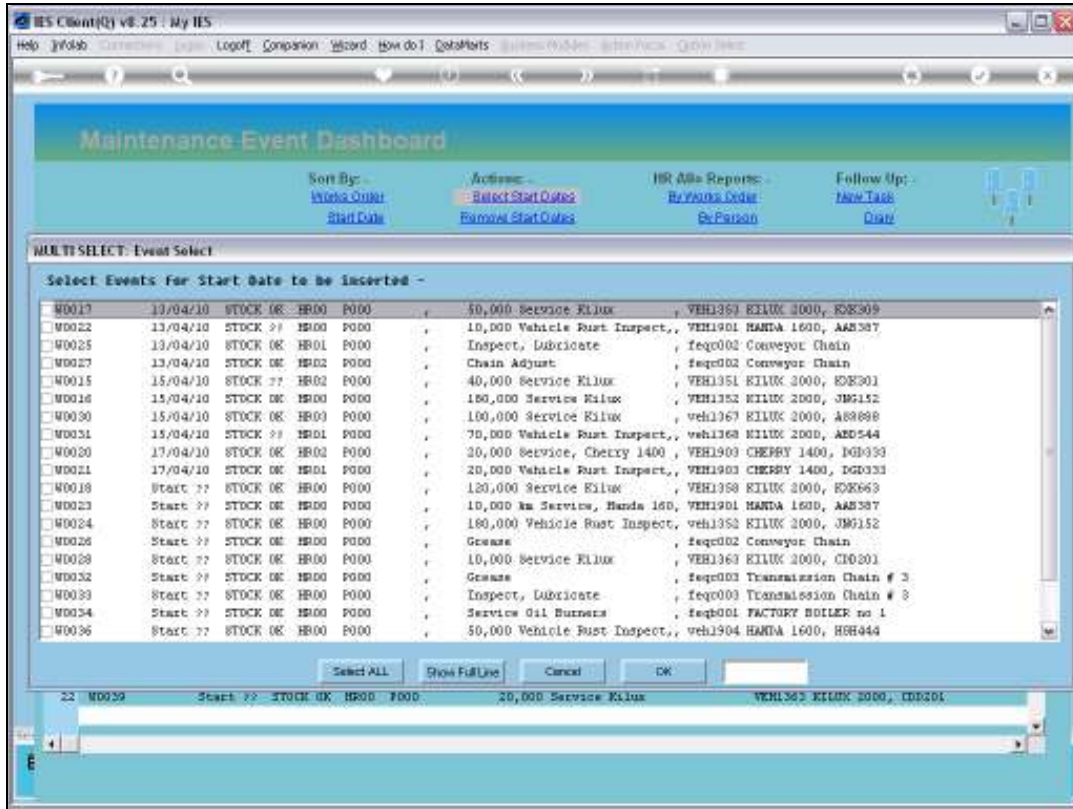 IES Client(Q) v8.25 : My IES
Help Infolab Logoff Companion Wizard How do I DataMarts
Maintenance Event Dashboard
Sort By: - Actions: - HR Allo Reports: - Follow Up: -
Works Order Select Start Dates By Works Order New Task
Start Date Remove Start Dates By Person Diary
MULTI SELECT: Event Select
Select Events For Start Date to be inserted -
W0017 13/04/10 STOCK OK HR00 P000 , 50,000 Service Kilux , VEH1353 KILUX 2000,
W0022 13/04/10 STOCK ?? HR00 P000 , 10,000 Vehicle Rust Inspect,, VEH1901 MANDA 1600, AAB387
W0025 13/04/10 STOCK OK HR01 P000 , Inspect, Lubricate , feqc002 Conveyor Chain
W0027 13/04/10 STOCK OK HR02 P000 , Chain Adjust , feqc002 Conveyor Chain
W0015 15/04/10 STOCK ?? HR02 P000 , 40,000 Service Kilux , VEH1351 KILUX 2000,
W0016 15/04/10 STOCK OK HR00 P000 , 180,000 Service Kilux , VEH1352 KILUX 2000, JNG152
W0030 15/04/10 STOCK OK HR03 P000 , 100,000 Service Kilux , veh1367 KILUX 2000,
W0031 15/04/10 STOCK ?? HR01 P000 , 70,000 Vehicle Rust Inspect,, veh1368 KILUX 2000, ABD544
W0020 17/04/10 STOCK OK HR02 P000 , 20,000 Service, Cherry 1400 , VEH1903 CHERRY 1400, DGD333
W0021 17/04/10 STOCK OK HR01 P000 , 20,000 Vehicle Rust Inspect,, VEH1903 CHERRY 1400, DGD333
W0018 Start ?? STOCK OK HR00 P000 , 120,000 Service Kilux , VEH1358 KILUX 2000,
W0023 Start ?? STOCK OK HR00 P000 , 10,000 km Service, Manda 160, VEH1901 MANDA 1600, AAB387
W0024 Start ?? STOCK OK HR00 P000 , 180,000 Vehicle Rust Inspect, veh1352 KILUX 2000, JNG152
W0026 Start ?? STOCK OK HR00 P000 , Grease , feqc002 Conveyor Chain
W0028 Start ?? STOCK OK HR00 P000 , 10,000 Service Kilux , VEH1363 KILUX 2000, CDD201
W0032 Start ?? STOCK OK HR00 P000 , Grease , feqc003 Transmission Chain # 3
W0033 Start ?? STOCK OK HR00 P000 , Inspect, Lubricate , feqc003 Transmission Chain # 3
W0034 Start ?? STOCK OK HR00 P000 , Service Oil Burners , feqb001 FACTORY BOILER no 1
W0036 Start ?? STOCK OK HR00 P000 , 50,000 Vehicle Rust Inspect,, veh1904 MANDA 1600, HGH444
Select ALL Show Full Line Cancel OK
22 W0039 Start ?? STOCK OK HR00 P000 20,000 Service Kilux VEH1363 KILUX 2000, CDD201